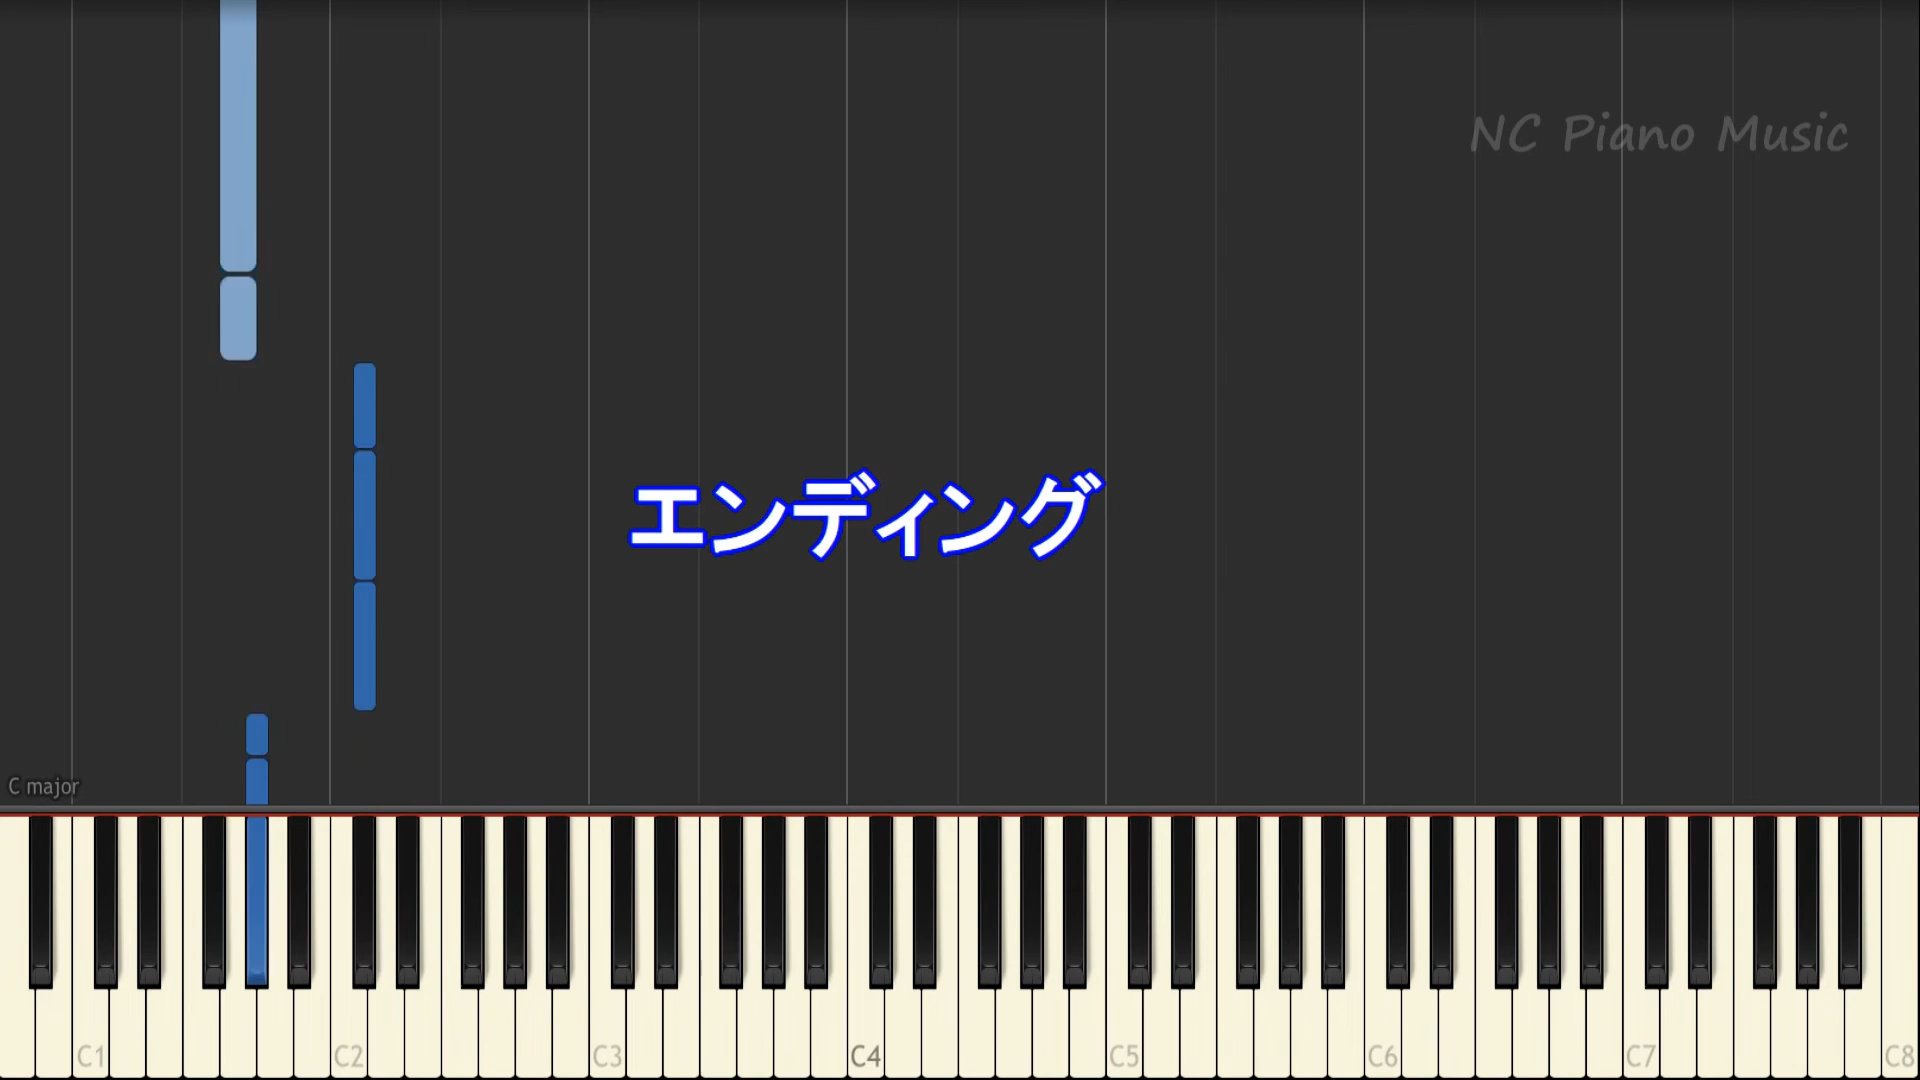 NC Piano Music
エンディング
C major
C1 C2 C3 C4 C5 C6 C7 C8